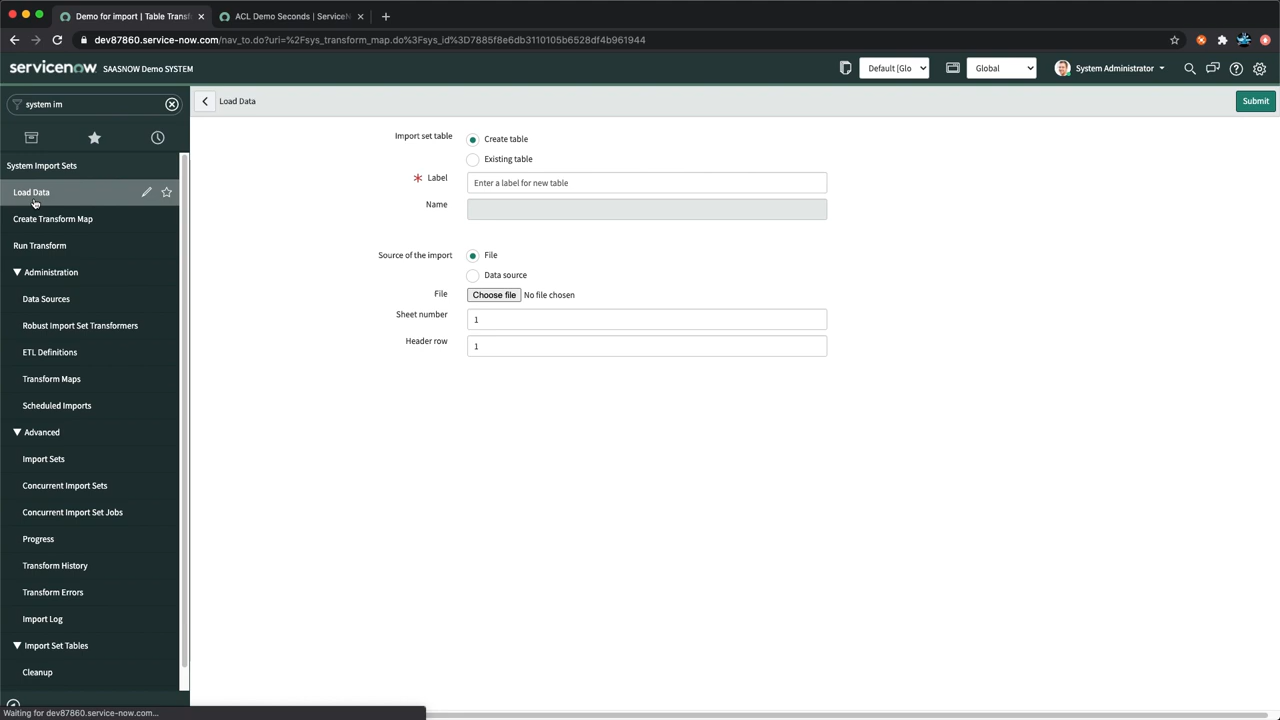 Demo for import | Table Transf
ACL Demo Seconds | ServiceN
dev87860.service-now.com/nav_to.do?uri=%2Fsys_transform_map.do%3Fsys_id%3D7885f8e6db3110105b6528df4b961944
servicenow SAASNOW Demo SYSTEM
Default [Glo
Global
System Administrator
system im
Load Data
Submit
System Import Sets
Load Data
Create Transform Map
Run Transform
Administration
Data Sources
Robust Import Set Transformers
ETL Definitions
Transform Maps
Scheduled Imports
Advanced
Import Sets
Concurrent Import Sets
Concurrent Import Set Jobs
Progress
Transform History
Transform Errors
Import Log
Import Set Tables
Cleanup
Import set table
Create table
Existing table
Label
Enter a label for new table
Name
Source of the import
File
Data source
File
Choose file No file chosen
Sheet number
1
Header row
1
Waiting for dev87860.service-now.com...